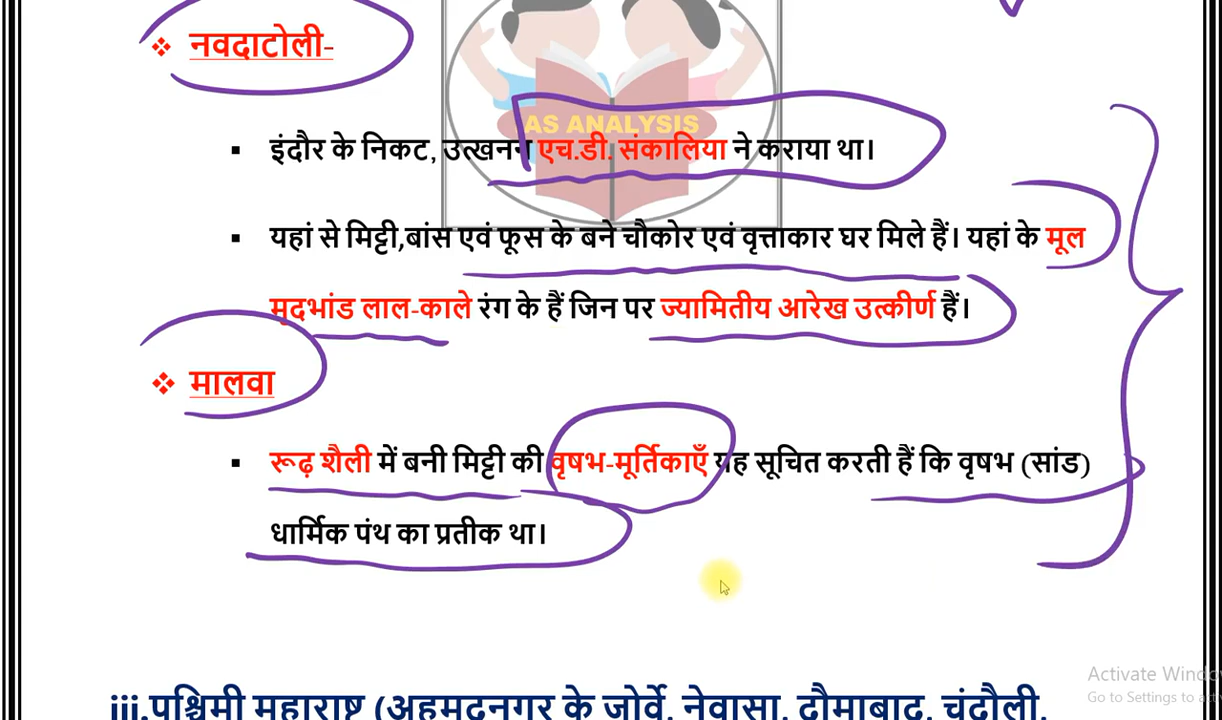 ❖ नवदाटोली-
AS ANALYSIS
▪ इंदौर के निकट, उत्खनन एच.डी. संकालिया ने कराया था।
▪ यहां से मिट्टी,बांस एवं फूस के बने चौकोर एवं वृत्ताकार घर मिले हैं। यहां के मूल
मृदभांड लाल-काले रंग के हैं जिन पर ज्यामितीय आरेख उत्कीर्ण हैं।
❖ मालवा
▪ रूढ़ शैली में बनी मिट्टी की वृषभ-मूर्तिकाएँ यह सूचित करती हैं कि वृषभ (सांड)
धार्मिक पंथ का प्रतीक था।
Activate Windo
Go to Settings to
iii.पश्चिमी महाराष्ट्र (अहमदनगर के जोर्वे, नेवासा, दौमाबाद, चंदौली,